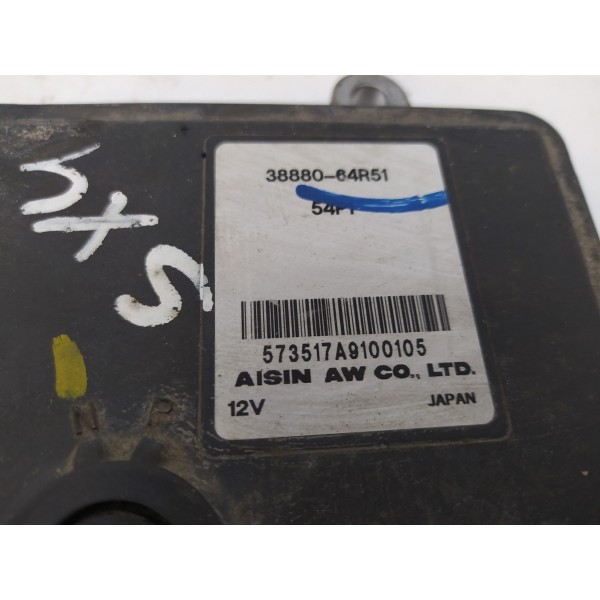 38880-64R51
573517A9100105
AISIN AW CO., LTD.
12V JAPAN
N P